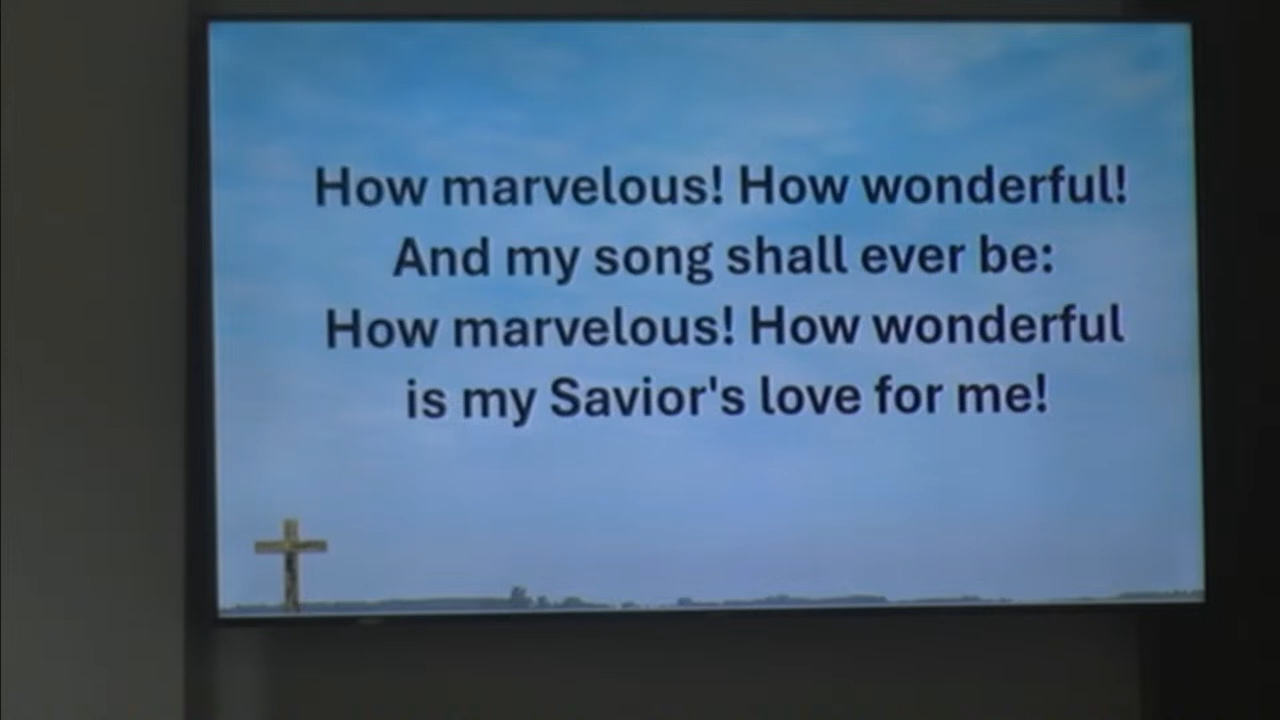 How marvelous! How wonderful!
And my song shall ever be:
How marvelous! How wonderful
is my Savior's love for me!